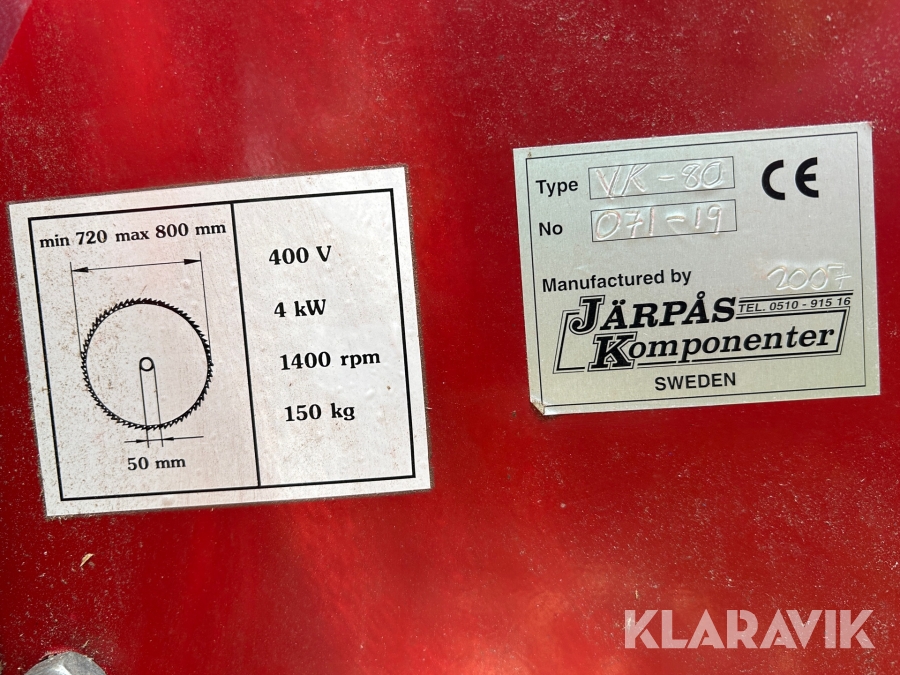 min 720 max 800 mm
50 mm
400 V
4 kW
1400 rpm
150 kg
Type VK-80
No 071-19
CE
Manufactured by 2007
JÄRPÅS TEL. 0510 - 915 16
Komponenter
SWEDEN
KLARAVIK